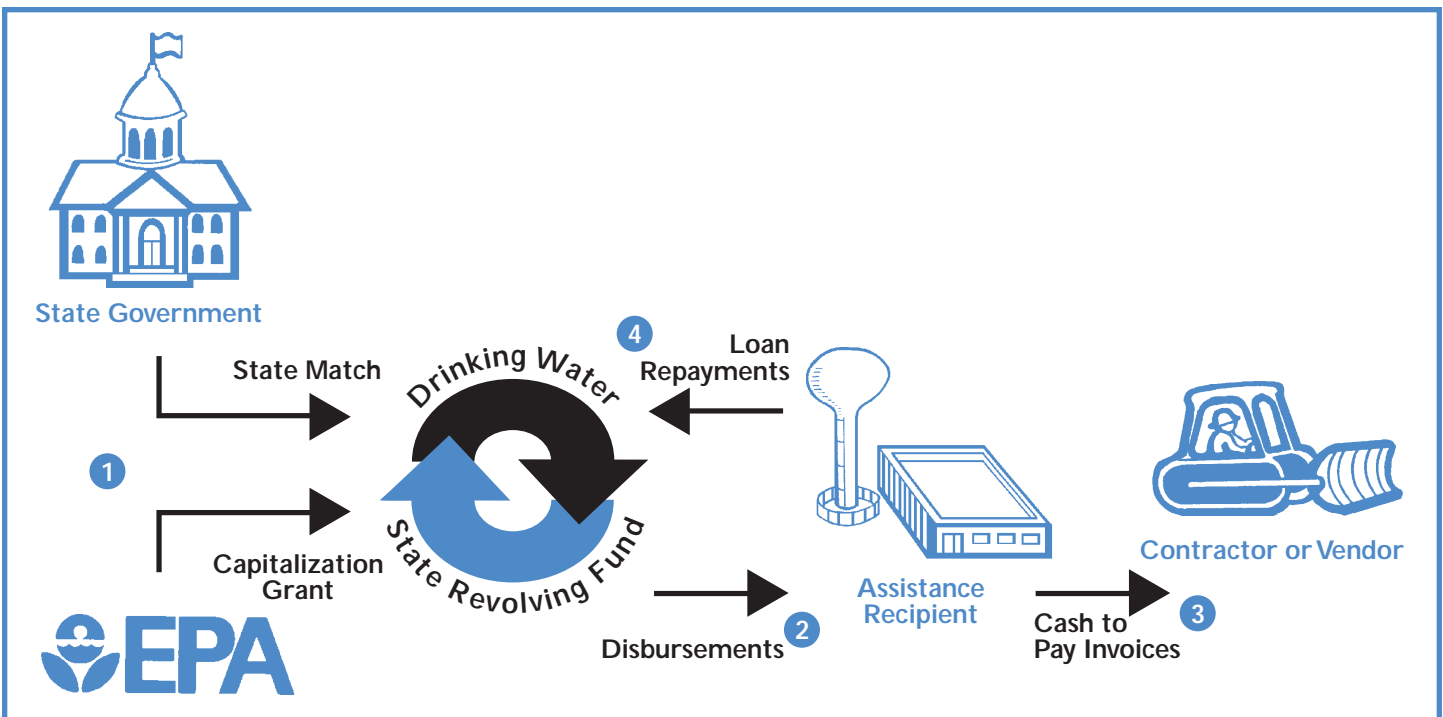 State Government
State Match
1
Capitalization
Grant
EPA
Drinking Water
State Revolving Fund
4
Loan
Repayments
Disbursements
2
Assistance
Recipient
Cash to
Pay Invoices
3
Contractor or Vendor